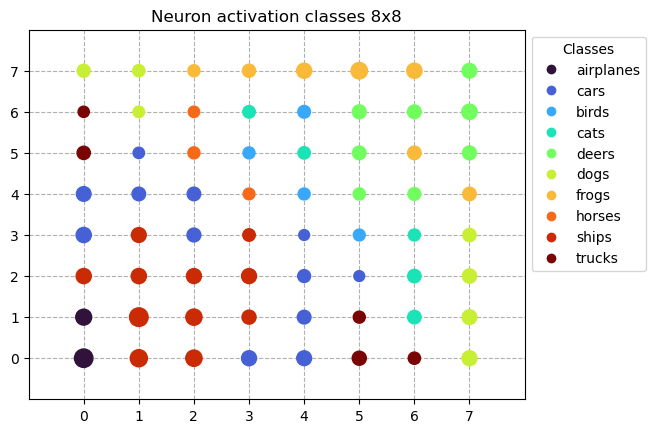 Neuron activation classes 8x8
7
6
5
4
3
2
1
0
0 1 2 3 4 5 6 7
Classes
airplanes
cars
birds
cats
deers
dogs
frogs
horses
ships
trucks